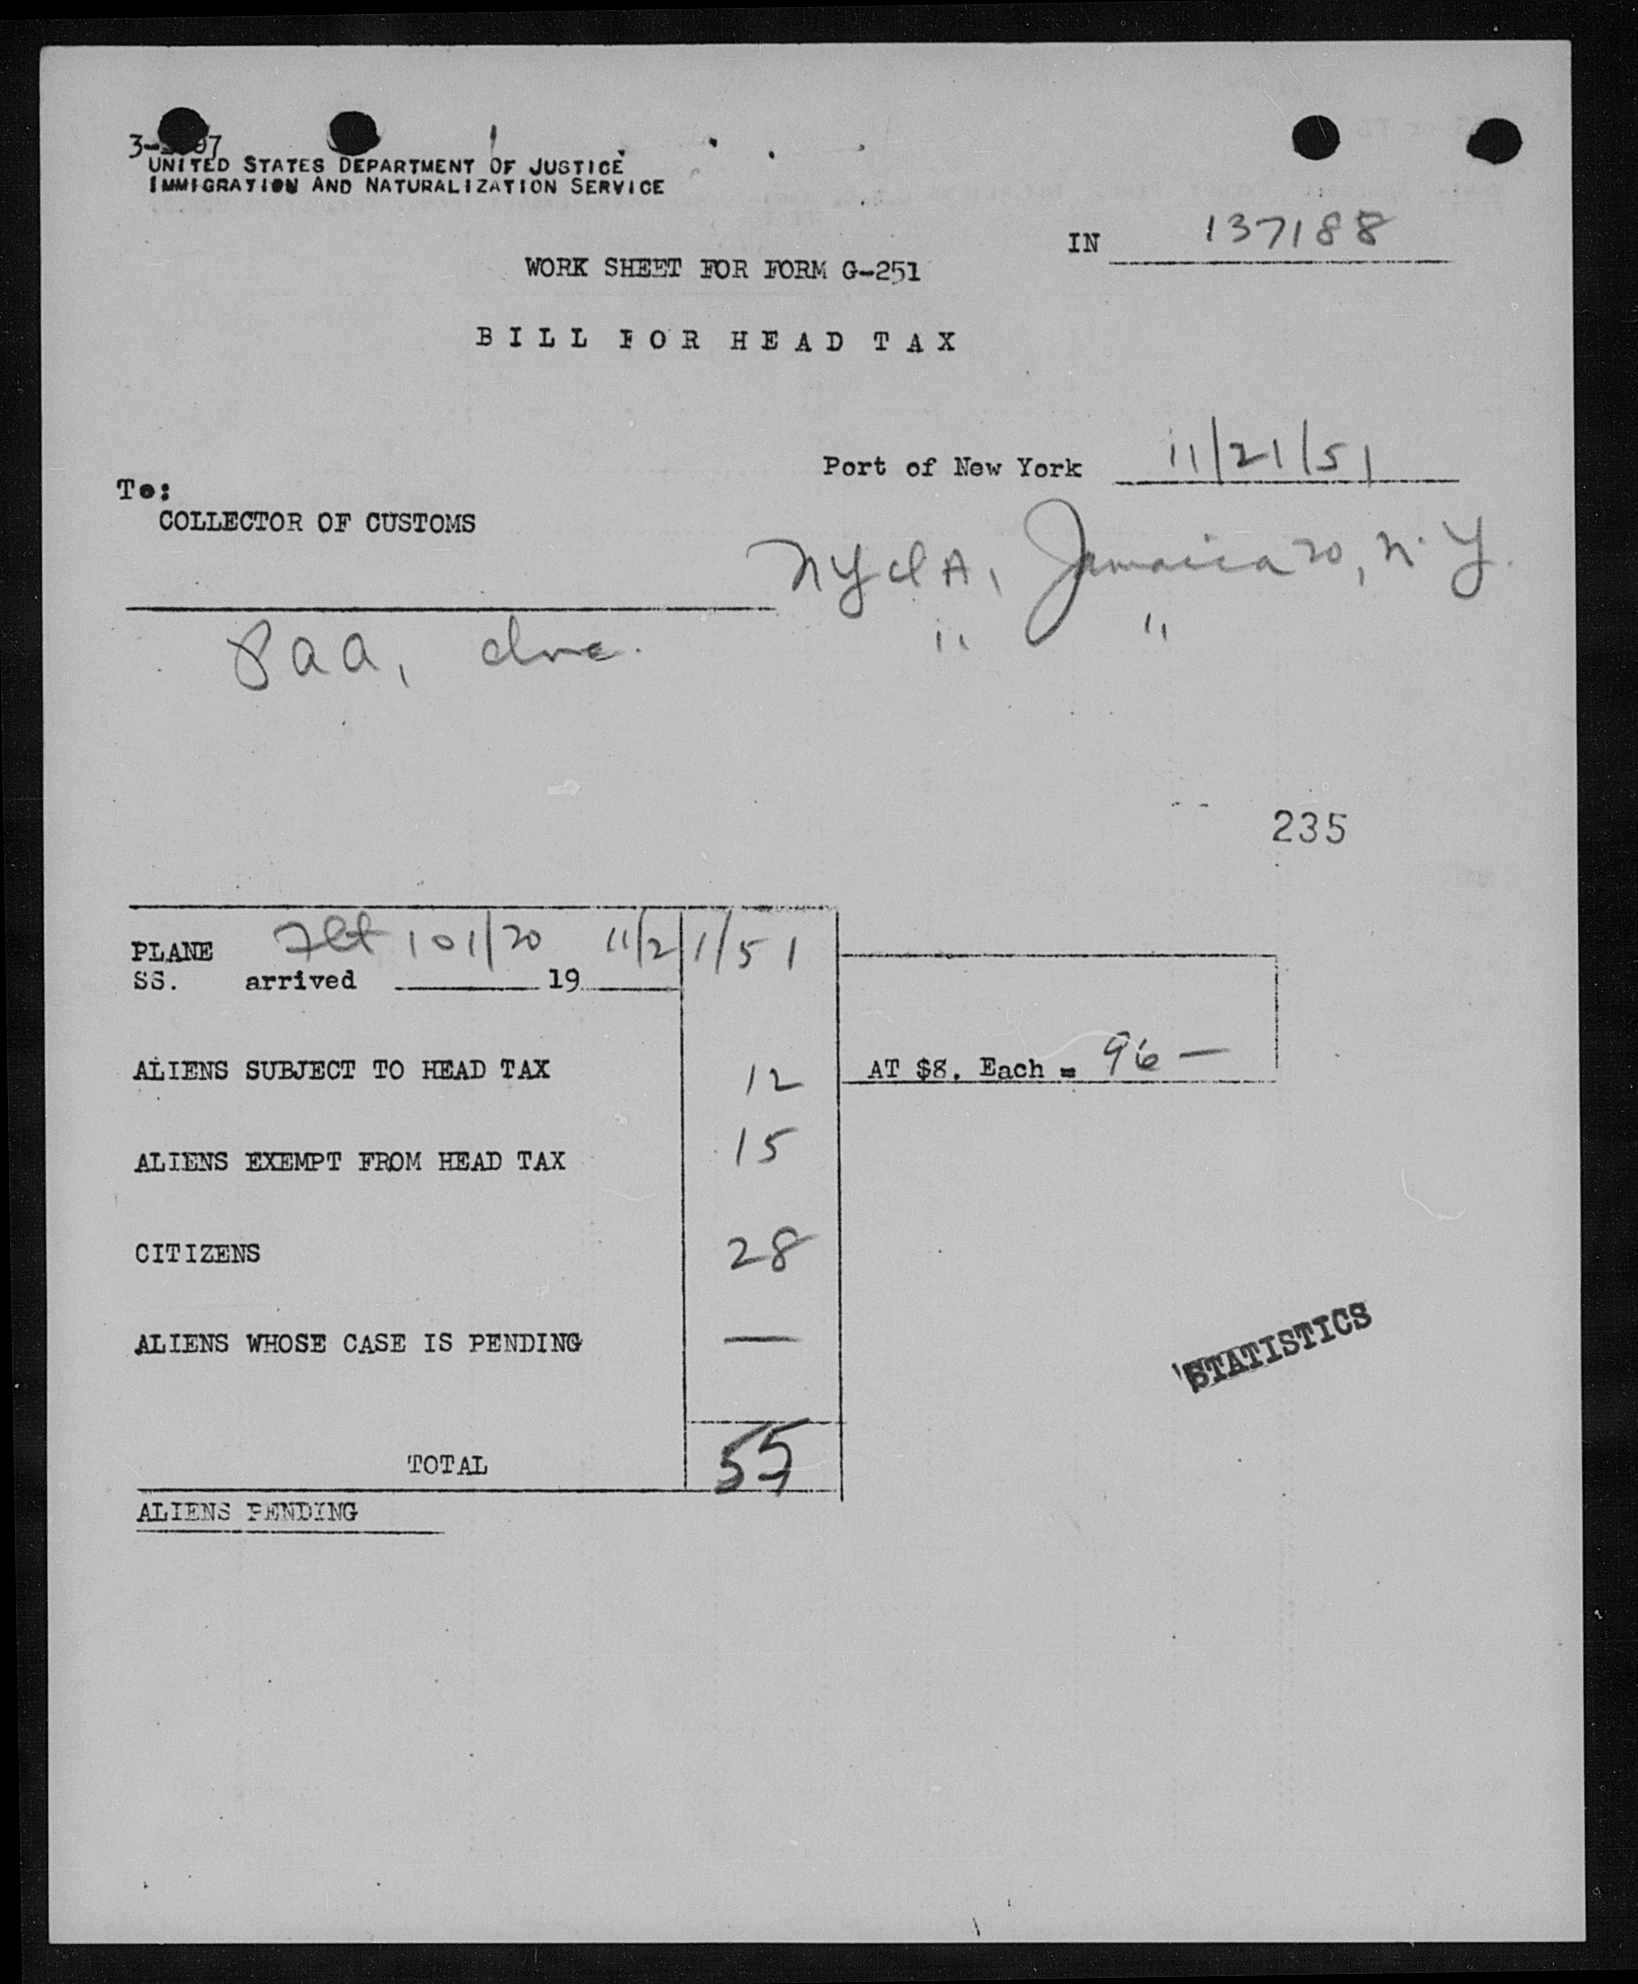 UNITED STATES DEPARTMENT OF JUSTICE
IMMIGRATION AND NATURALIZATION SERVICE
IN 137188
WORK SHEET FOR FORM G-251
BILL FOR HEAD TAX
Port of New York 11/21/51
To:
COLLECTOR OF CUSTOMS
NYIA, Jamaica 20, N.Y.
PAA, Inc. " "
235
PLANE Flt 101/20 11/21/51
SS. arrived 19
ALIENS SUBJECT TO HEAD TAX 12 AT $8. Each = 96 —
ALIENS EXEMPT FROM HEAD TAX 15
CITIZENS 28
ALIENS WHOSE CASE IS PENDING —
STATISTICS
TOTAL 55
ALIENS PENDING